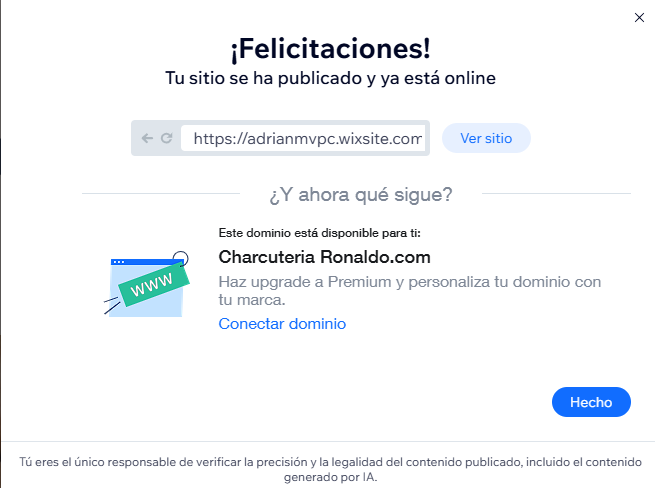 ¡Felicitaciones!
Tu sitio se ha publicado y ya está online
https://adrianmvpc.wixsite.com
Ver sitio
¿Y ahora qué sigue?
Este dominio está disponible para ti:
Charcuteria Ronaldo.com
WWW
Haz upgrade a Premium y personaliza tu dominio con
tu marca.
Conectar dominio
Hecho
Tú eres el único responsable de verificar la precisión y la legalidad del contenido publicado, incluido el contenido
generado por IA.